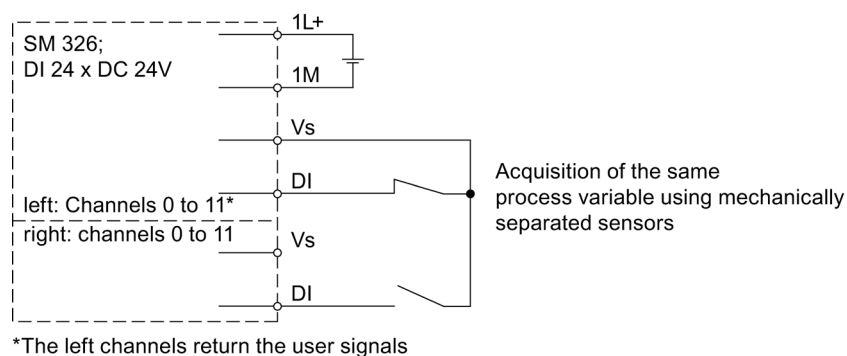 1L+
SM 326;
DI 24 x DC 24V
1M
Vs
DI
left: Channels 0 to 11*
right: channels 0 to 11
Vs
DI
Acquisition of the same
process variable using mechanically
separated sensors
*The left channels return the user signals